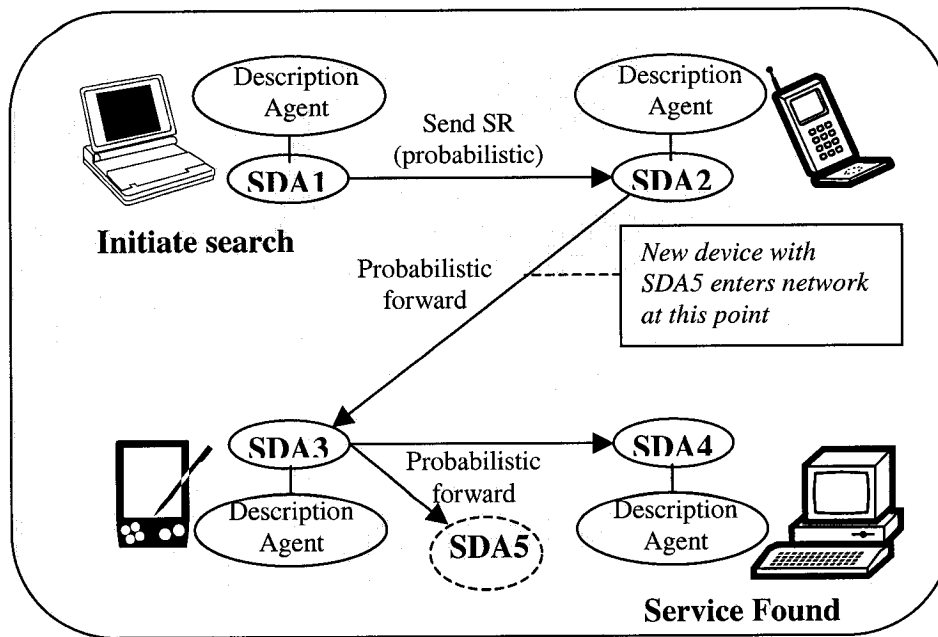 Description
Agent
Description
Agent
Send SR
(probabilistic)
SDA1
SDA2
Initiate search
Probabilistic
forward
New device with
SDA5 enters network
at this point
SDA3
SDA4
Probabilistic
forward
Description
Agent
SDA5
Description
Agent
Service Found